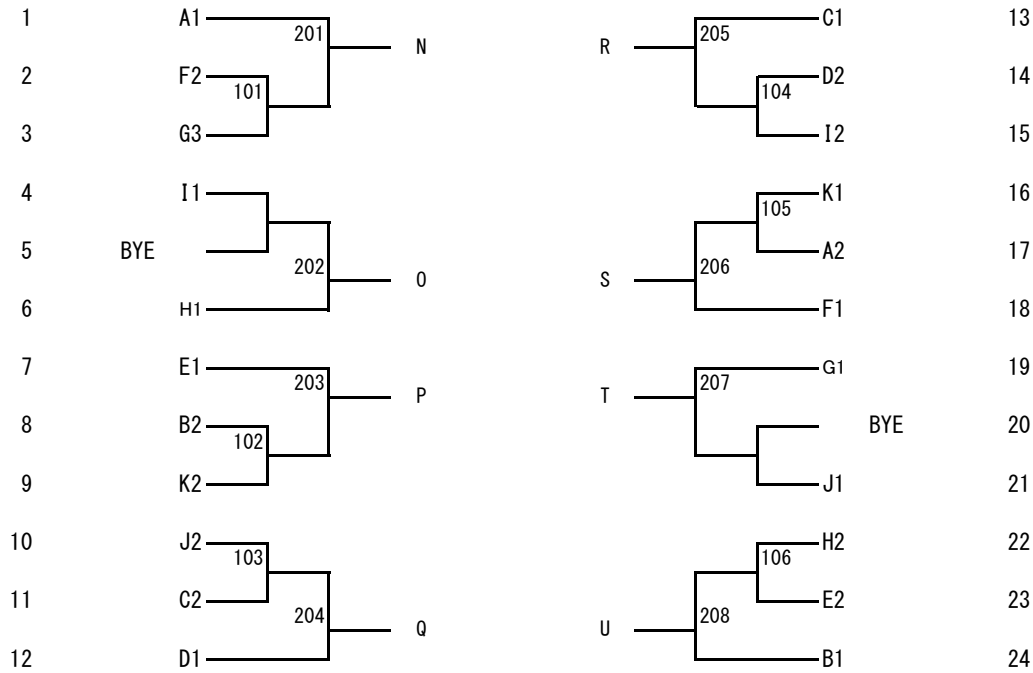 1 A1 C1 13
201 205
N R
2 F2 D2 14
101 104
3 G3 I2 15
4 I1 K1 16
105
5 BYE A2 17
202 206
O S
6 H1 F1 18
7 E1 G1 19
203 207
P T
8 B2 BYE 20
102
9 K2 J1 21
10 J2 H2 22
103 106
11 C2 E2 23
204 208
Q U
12 D1 B1 24